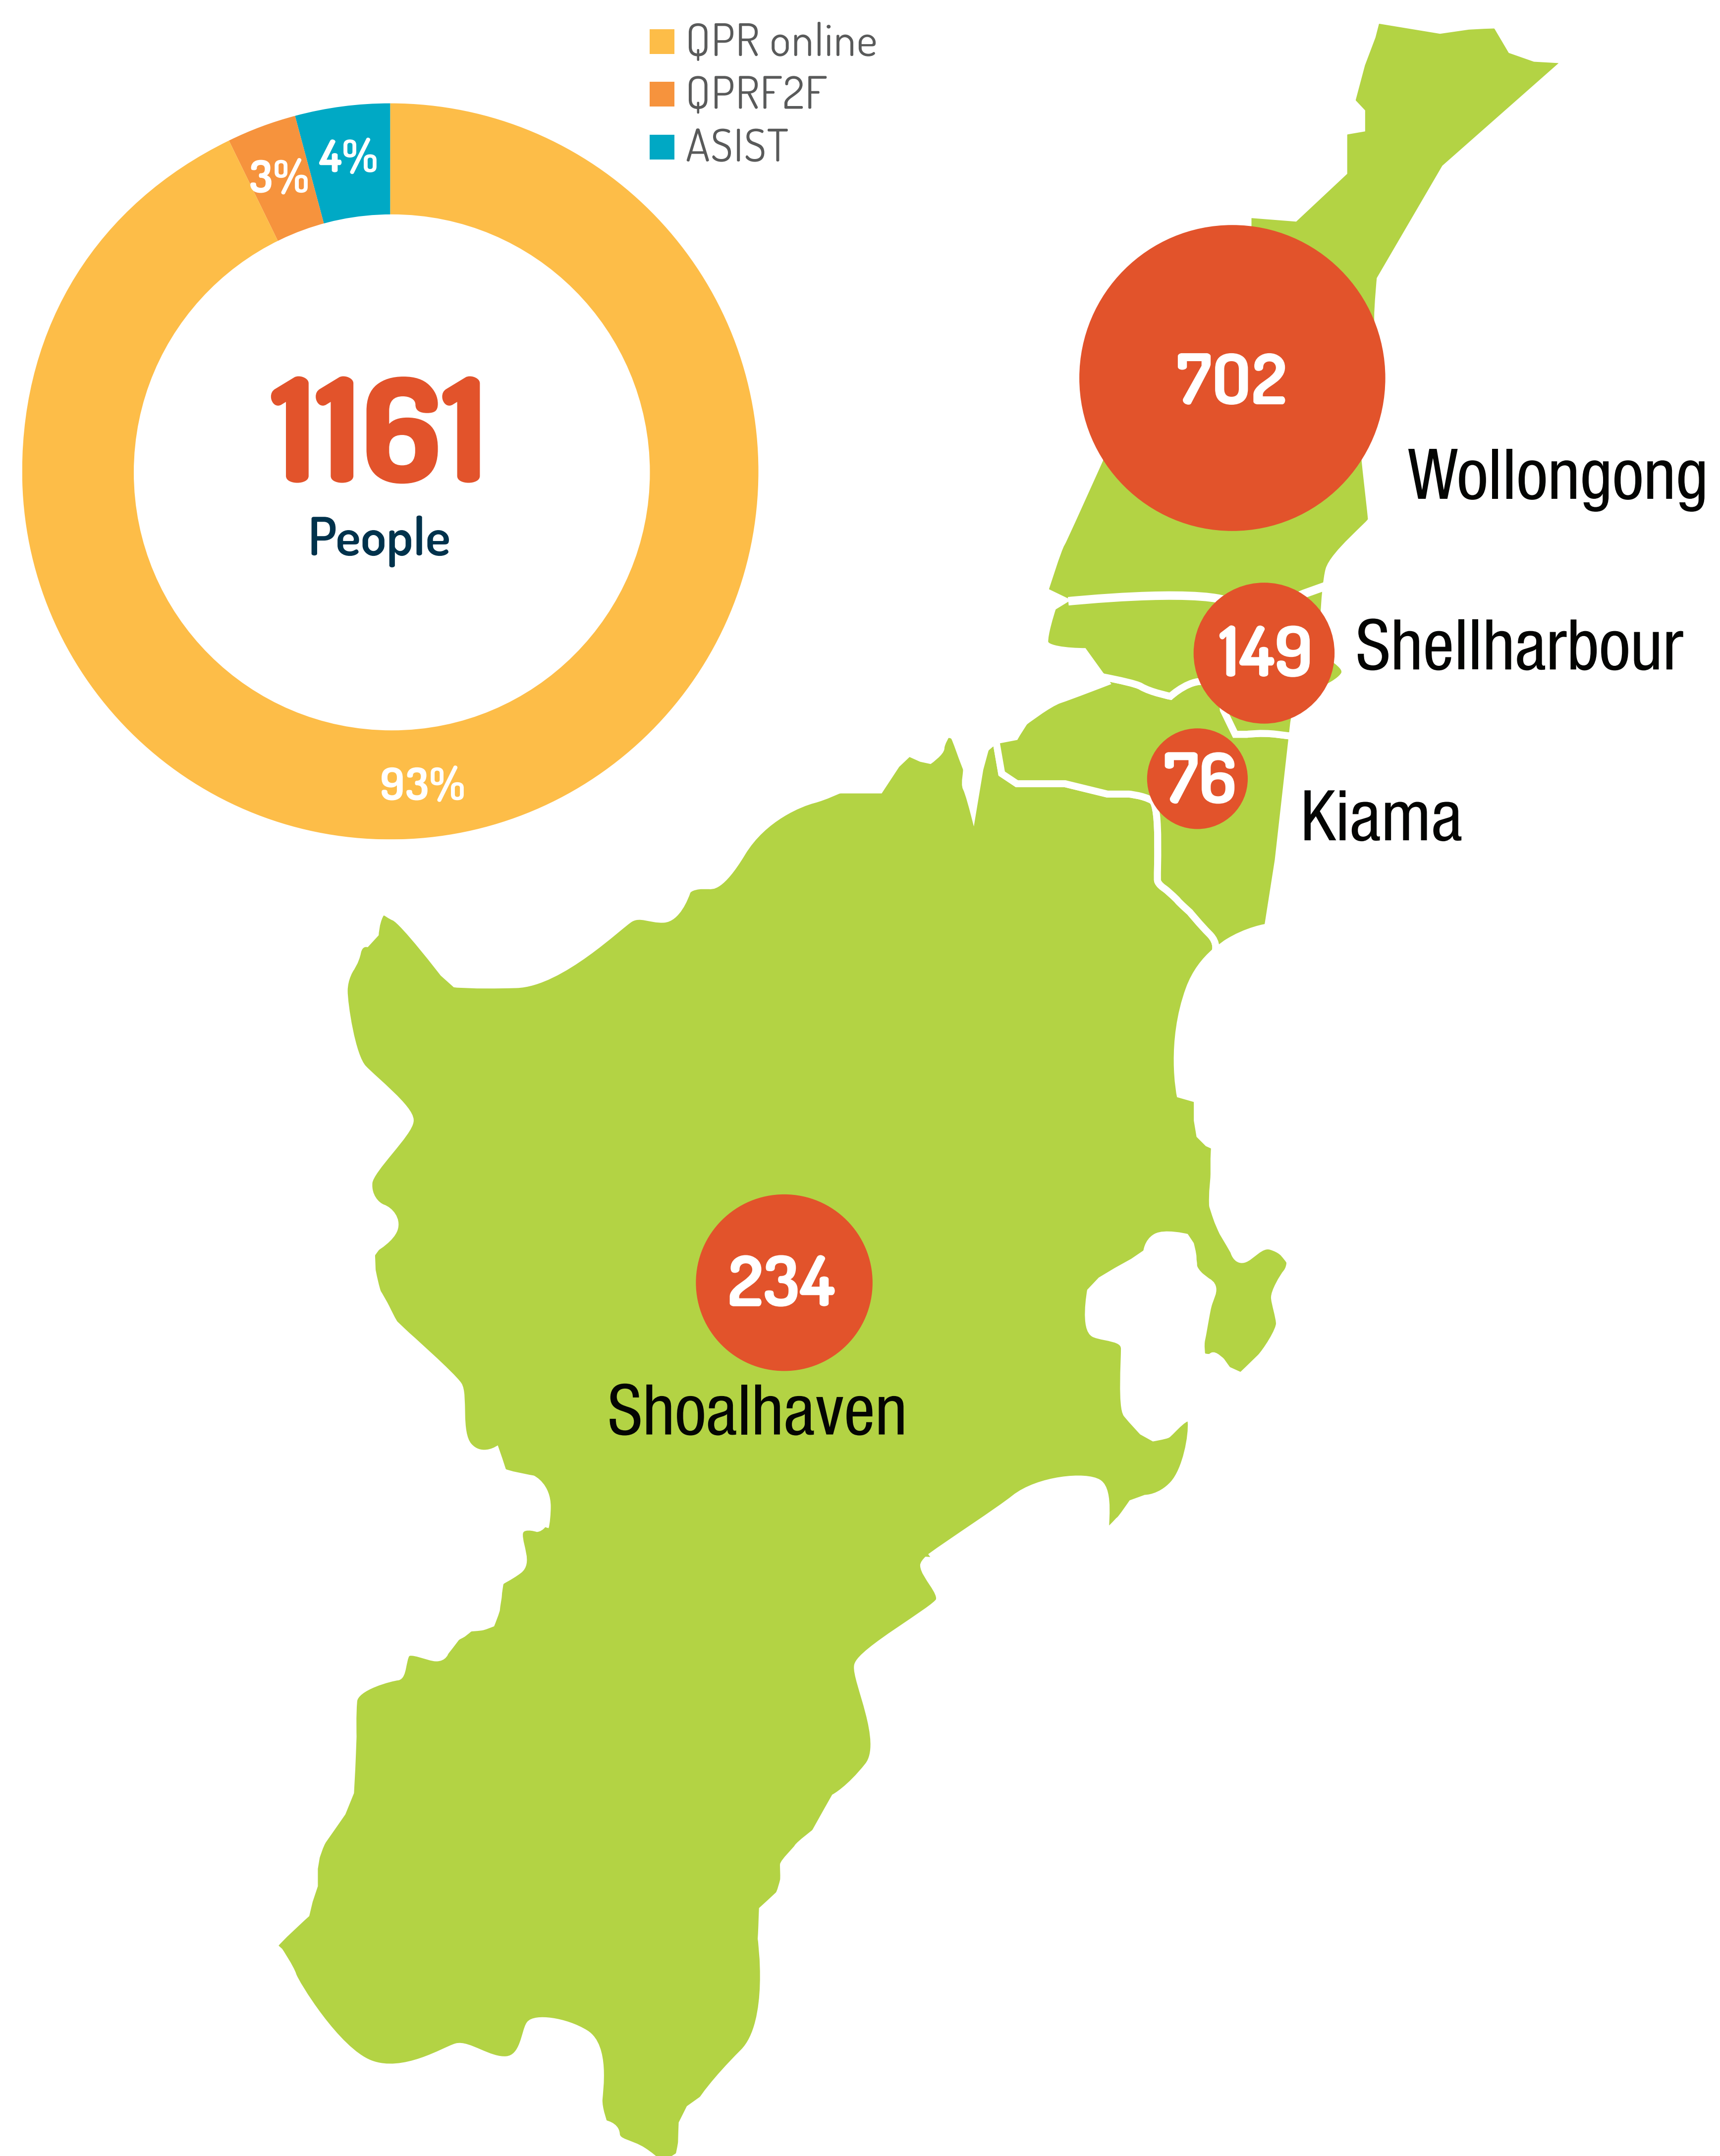 QPR online
QPRF2F
ASIST
3%
4%
1161
People
93%
702
Wollongong
149
Shellharbour
76
Kiama
234
Shoalhaven